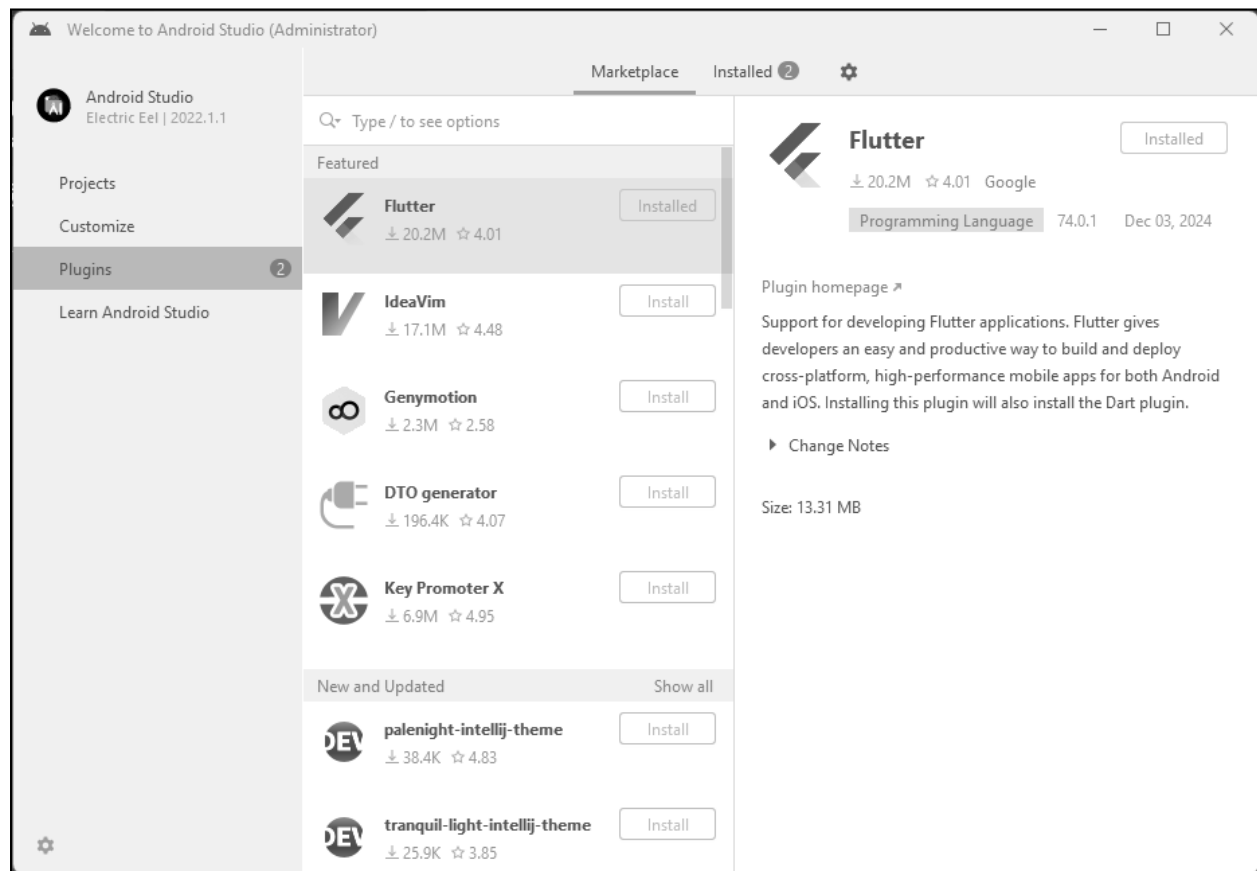 Welcome to Android Studio (Administrator)
Android Studio
Electric Eel | 2022.1.1
Projects
Customize
Plugins 2
Learn Android Studio
Marketplace Installed 2
Type / to see options
Featured
Flutter Installed
20.2M 4.01
IdeaVim Install
17.1M 4.48
Genymotion Install
2.3M 2.58
DTO generator Install
196.4K 4.07
Key Promoter X Install
6.9M 4.95
New and Updated Show all
DEV
palenight-intellij-theme Install
38.4K 4.83
DEV
tranquil-light-intellij-theme Install
25.9K 3.85
Flutter Installed
20.2M 4.01 Google
Programming Language 74.0.1 Dec 03, 2024
Plugin homepage
Support for developing Flutter applications. Flutter gives
developers an easy and productive way to build and deploy
cross-platform, high-performance mobile apps for both Android
and iOS. Installing this plugin will also install the Dart plugin.
Change Notes
Size: 13.31 MB